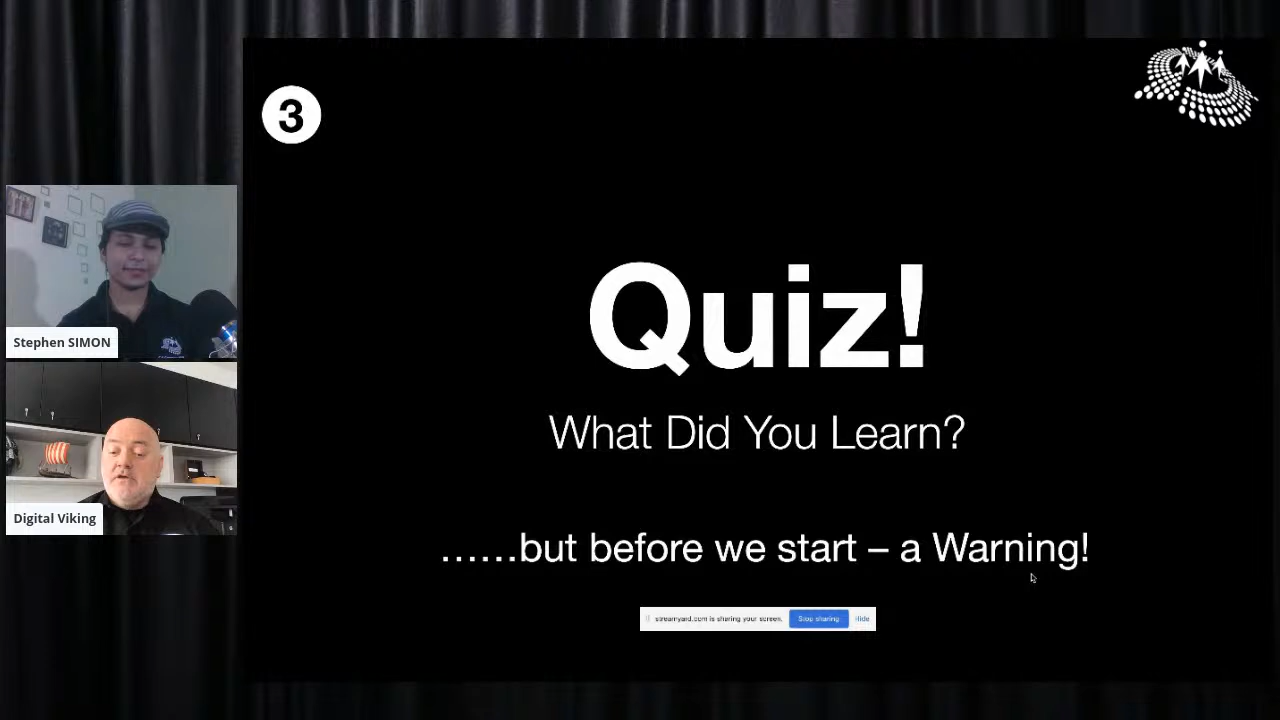 3
Quiz!
What Did You Learn?
......but before we start – a Warning!
Stephen SIMON
Digital Viking
streamyard.com is sharing your screen.
Stop sharing
Hide